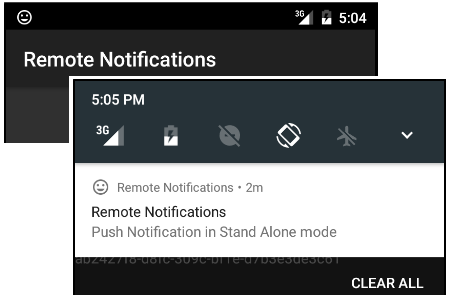 3G 5:04
Remote Notifications
5:05 PM
3G
Remote Notifications • 2m
Remote Notifications
Push Notification in Stand Alone mode
CLEAR ALL